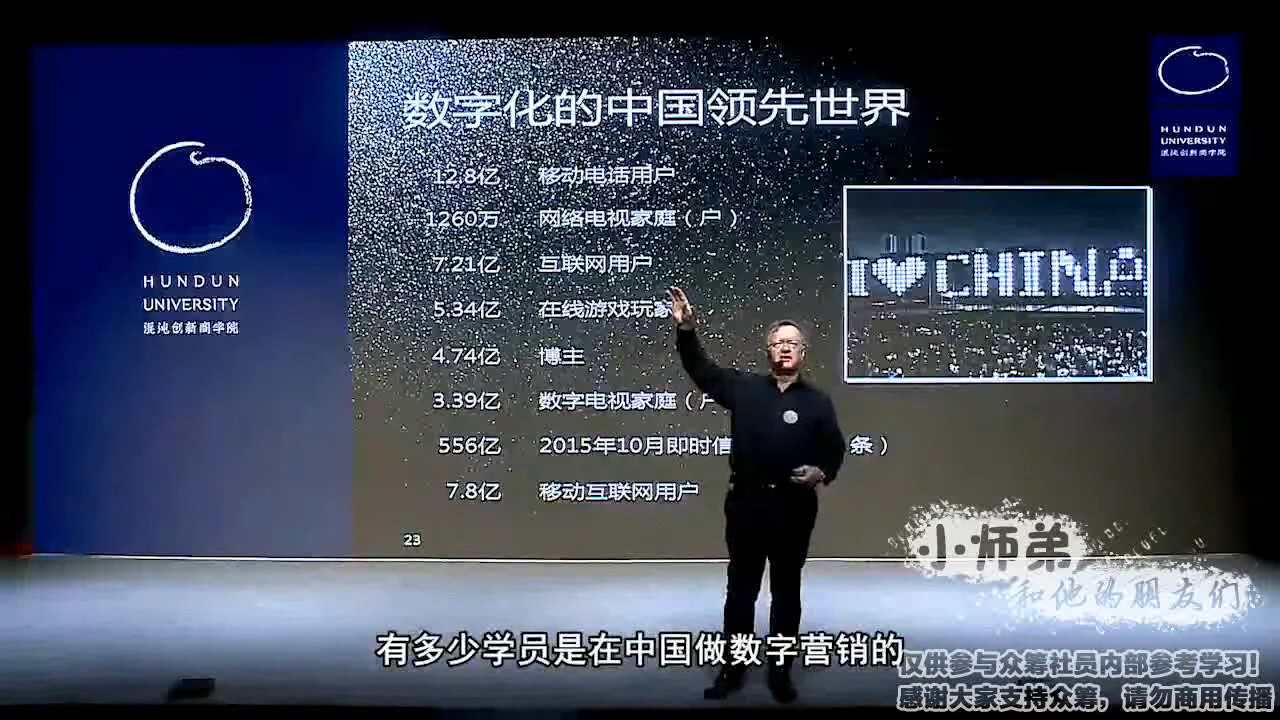 数字化的中国领先世界
12.8亿 移动电话用户
1260万 网络电视家庭（户）
7.21亿 互联网用户
5.34亿 在线游戏玩家
4.74亿 博主
3.39亿 数字电视家庭（户
556亿 2015年10月即时信 条）
7.8亿 移动互联网用户
23
HUNDUN
UNIVERSITY
混沌创新商学院
HUNDUN
UNIVERSITY
混沌创新商学院
I ♥ CHINA
小师弟
和他的朋友们
有多少学员是在中国做数字营销的
仅供参与众筹社员内部参考学习！
感谢大家支持众筹，请勿商用传播